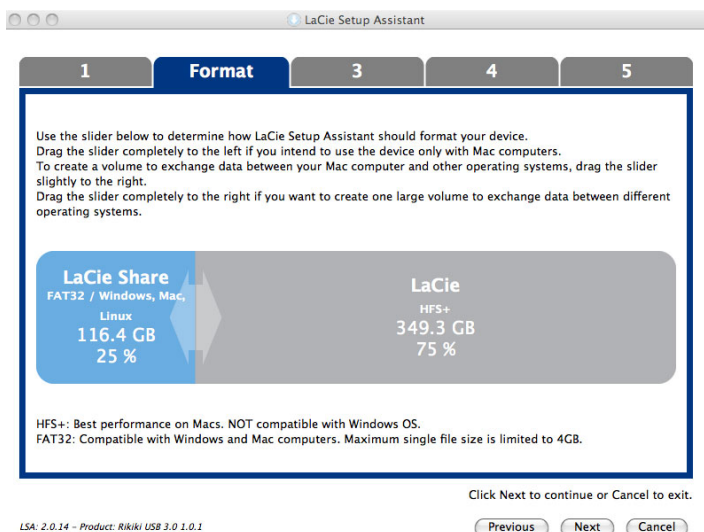 LaCie Setup Assistant
1 Format 3 4 5
Use the slider below to determine how LaCie Setup Assistant should format your device.
Drag the slider completely to the left if you intend to use the device only with Mac computers.
To create a volume to exchange data between your Mac computer and other operating systems, drag the slider
slightly to the right.
Drag the slider completely to the right if you want to create one large volume to exchange data between different
operating systems.
LaCie Share
FAT32 / Windows, Mac,
Linux
116.4 GB
25 %
LaCie
HFS+
349.3 GB
75 %
HFS+: Best performance on Macs. NOT compatible with Windows OS.
FAT32: Compatible with Windows and Mac computers. Maximum single file size is limited to 4GB.
Click Next to continue or Cancel to exit.
LSA: 2.0.14 – Product: Rikiki USB 3.0 1.0.1
Previous Next Cancel